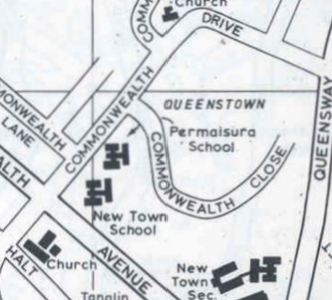 Church
COMM
DRIVE
QUEENSTOWN
QUEENSWAY
MONWEALTH
LANE
COMMONWEALTH
Permaisura
School
COMMONWEALTH CLOSE
ALTH
New Town
School
AVENUE
HALT
Church
Tanglin
New
Town
Sec.